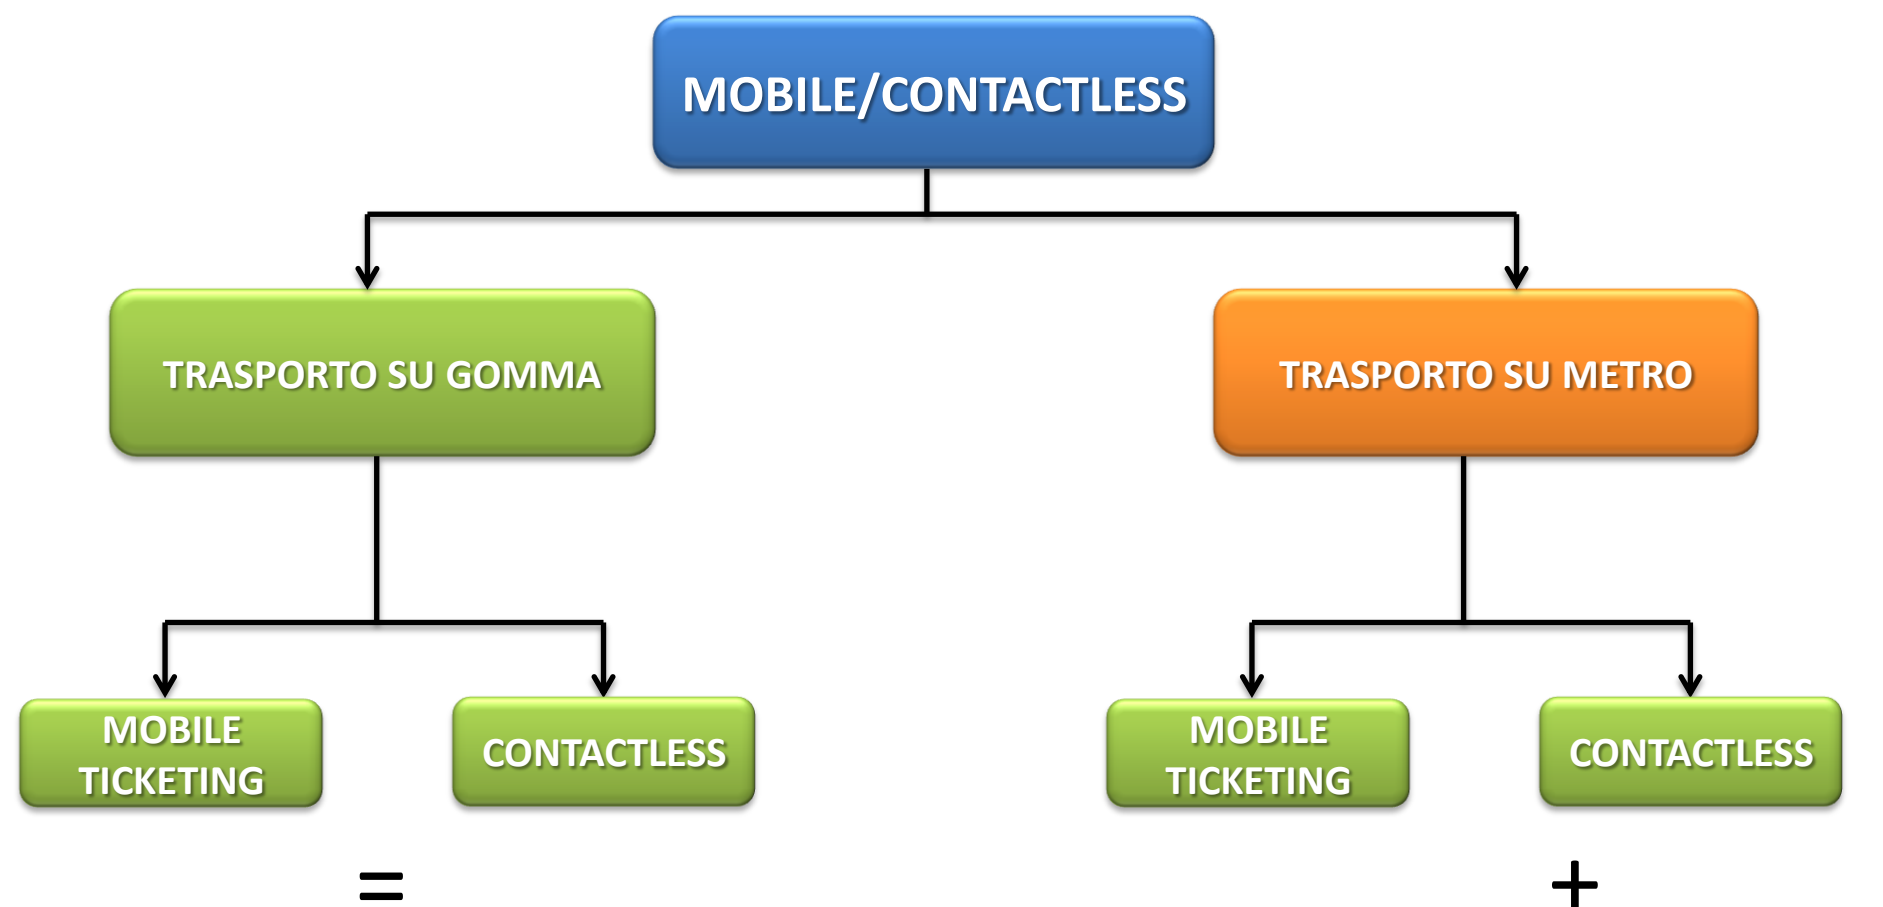 MOBILE/CONTACTLESS
TRASPORTO SU GOMMA
TRASPORTO SU METRO
MOBILE
TICKETING
CONTACTLESS
MOBILE
TICKETING
CONTACTLESS
=
+